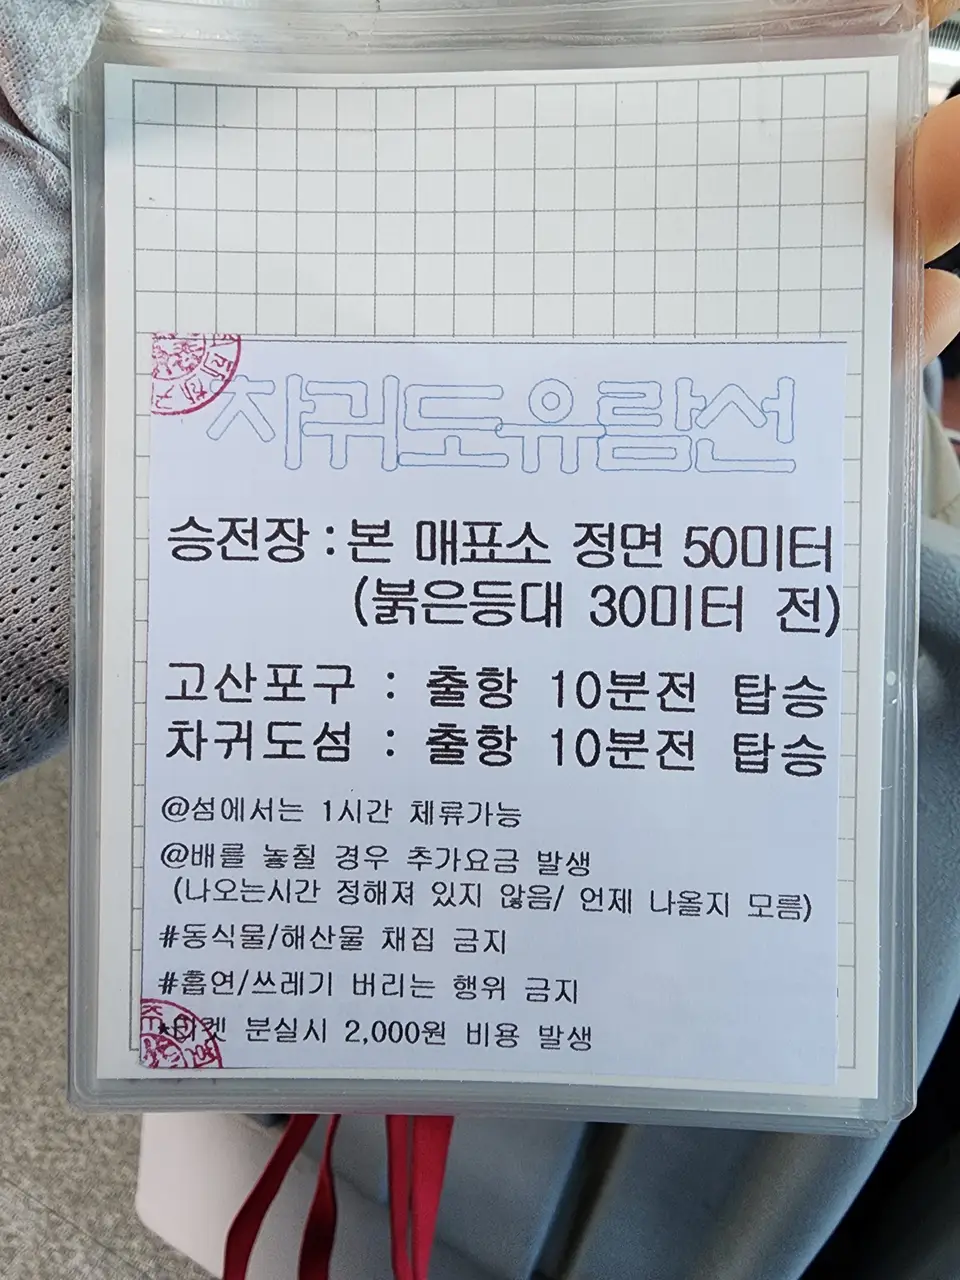 차귀도유람선
승전장 : 본 매표소 정면 50미터
(붉은등대 30미터 전)
고산포구 : 출항 10분전 탑승
차귀도섬 : 출항 10분전 탑승
@섬에서는 1시간 체류가능
@배를 놓칠 경우 추가요금 발생
(나오는시간 정해져 있지 않음/ 언제 나올지 모름)
#동식물/해산물 채집 금지
#흡연/쓰레기 버리는 행위 금지
*티켓 분실시 2,000원 비용 발생